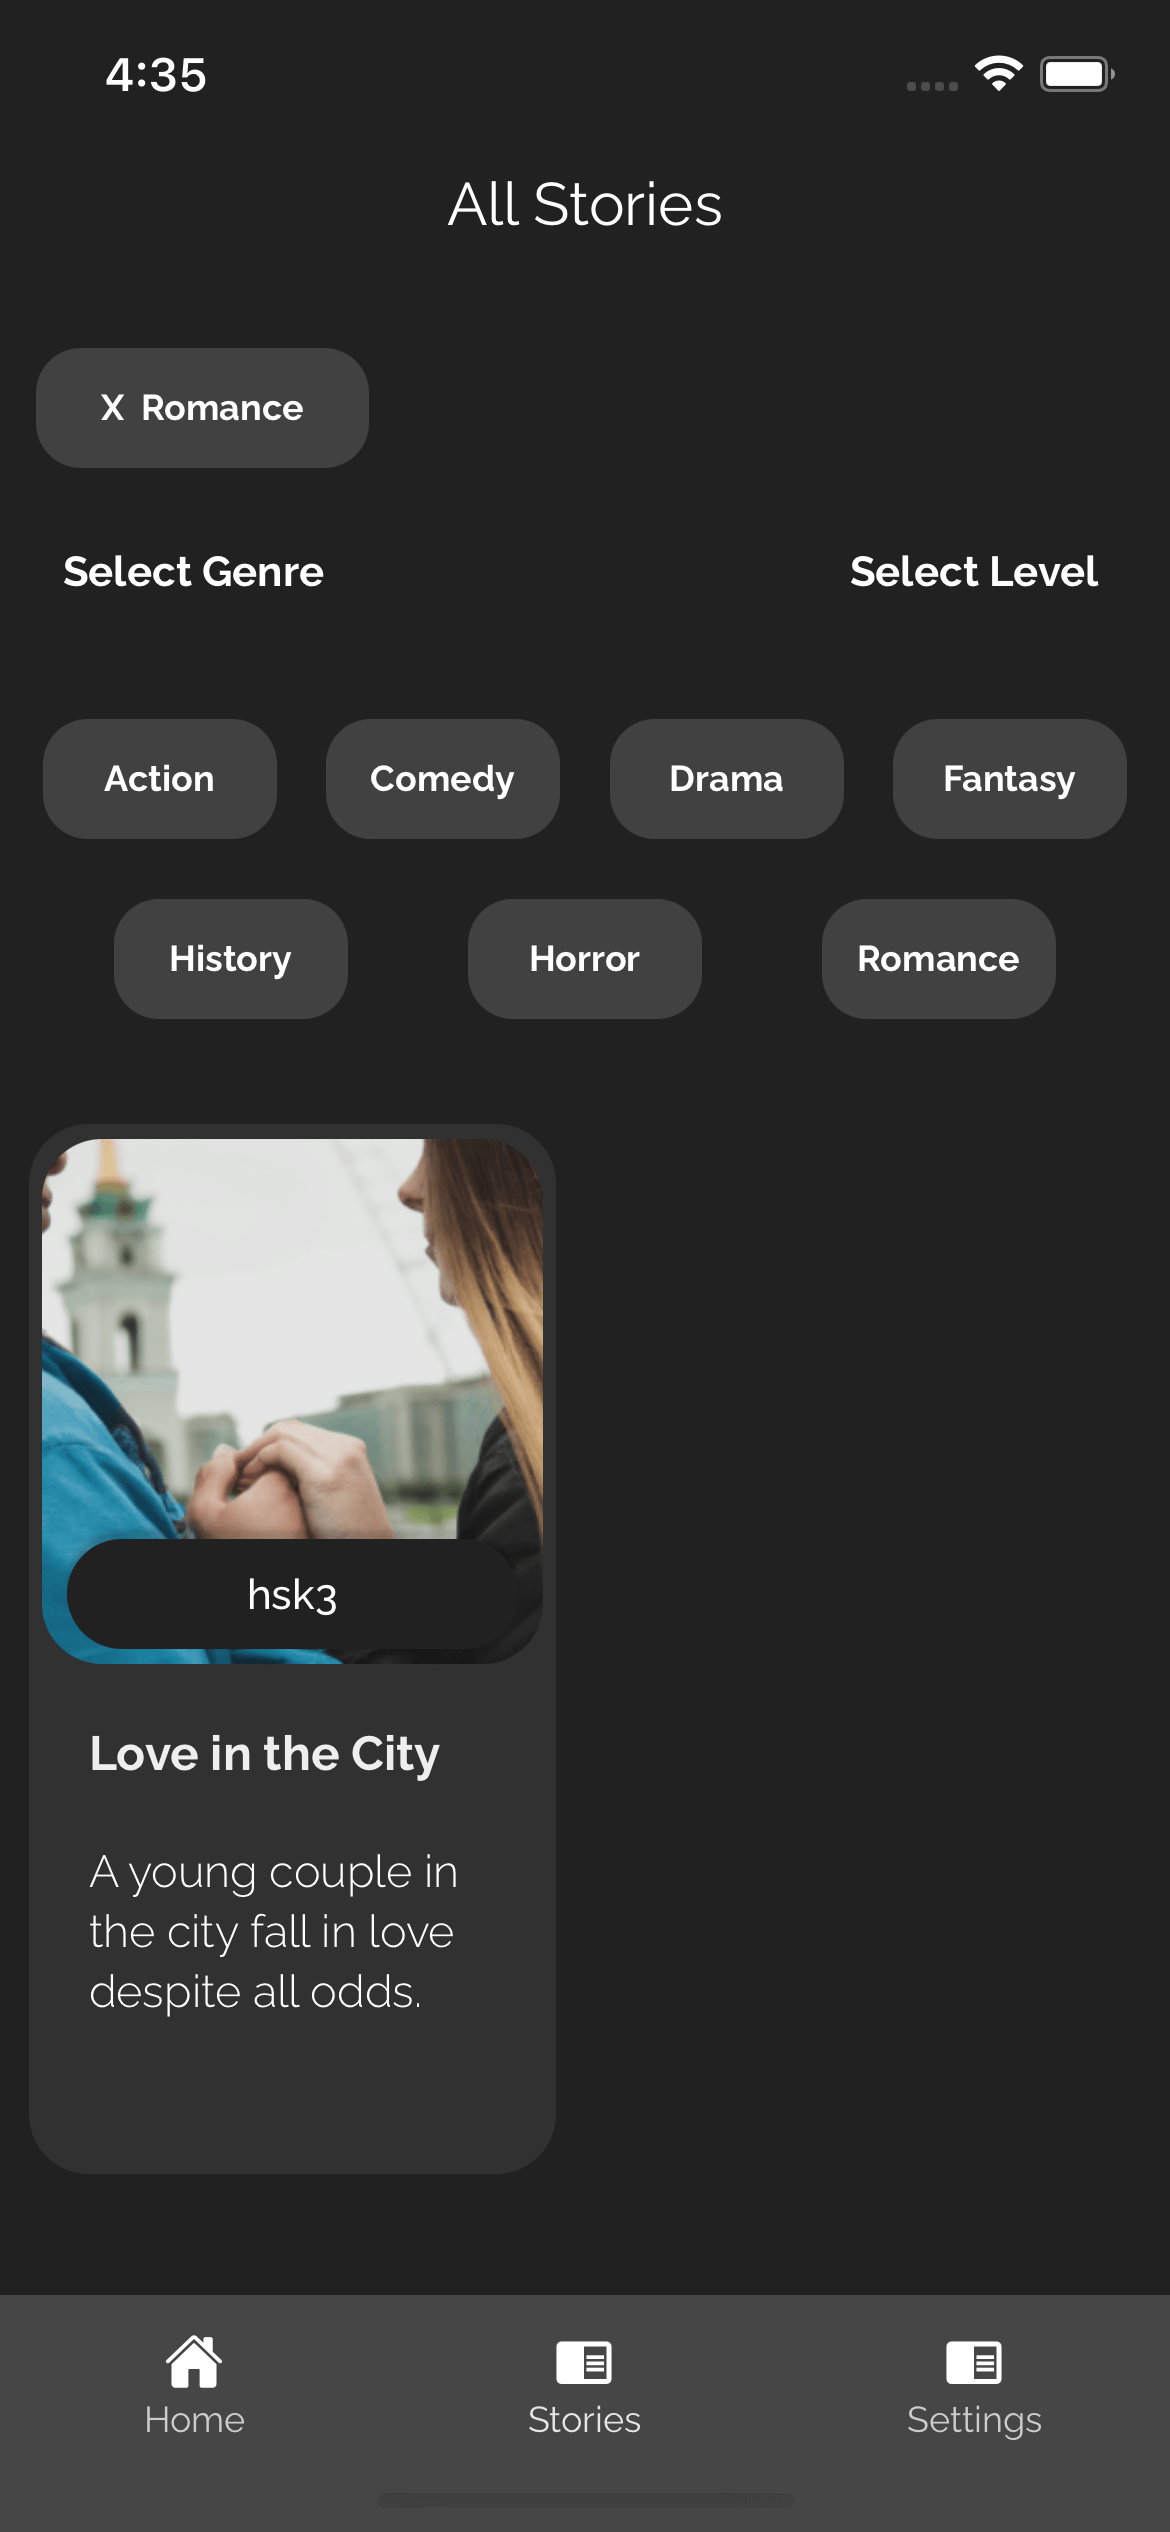 4:35
All Stories
X Romance
Select Genre
Select Level
Action
Comedy
Drama
Fantasy
History
Horror
Romance
hsk3
Love in the City
A young couple in
the city fall in love
despite all odds.
Home
Stories
Settings